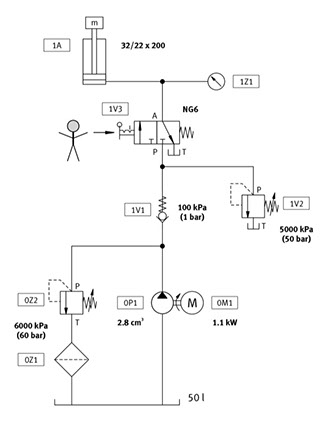 m
1A
32/22 x 200
1Z1
1V3
NG6
A
T T
P T
1V1
100 kPa
(1 bar)
P
1V2
T
5000 kPa
(50 bar)
0Z2
P
6000 kPa
(60 bar)
T
0P1
M
0M1
2.8 cm³
1.1 kW
0Z1
50 l